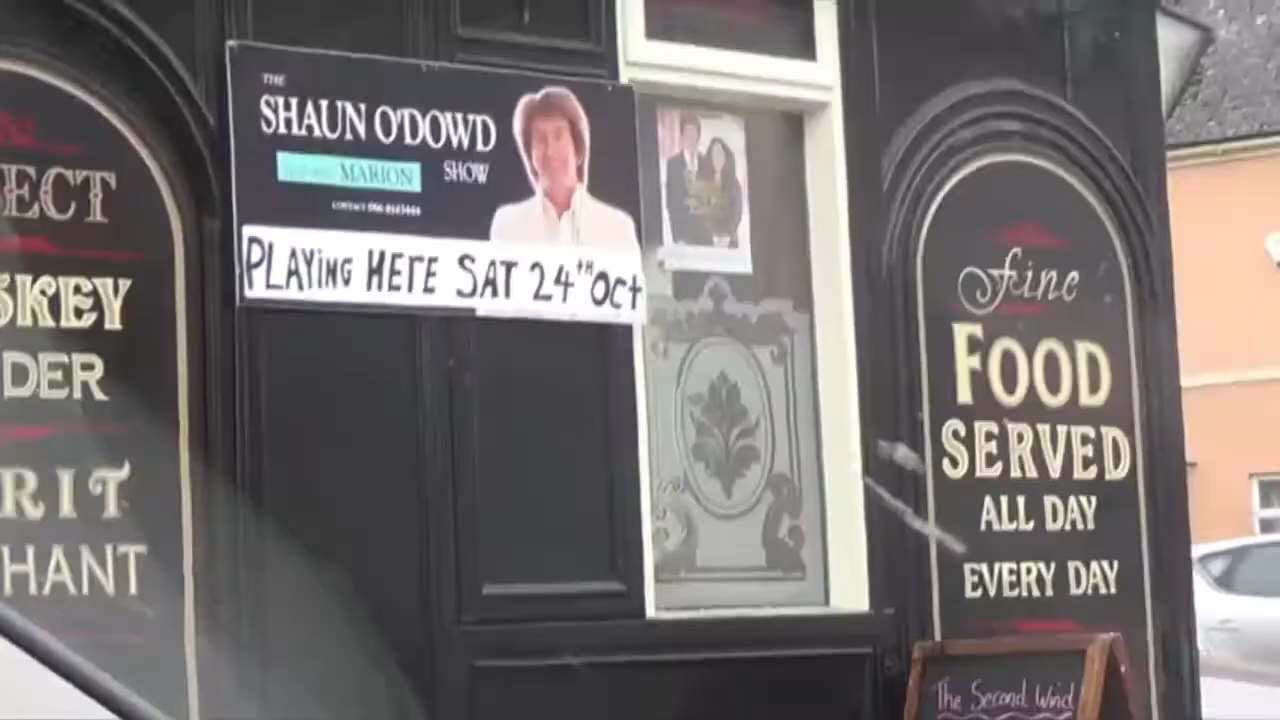 ECT
SKEY
DER
RIT
HANT
THE
SHAUN O'DOWD
MARION SHOW
PLAYiNG HErE SAT 24TH OCt
fine
FOOD
SERVED
ALL DAY
EVERY DAY
The Second Wind